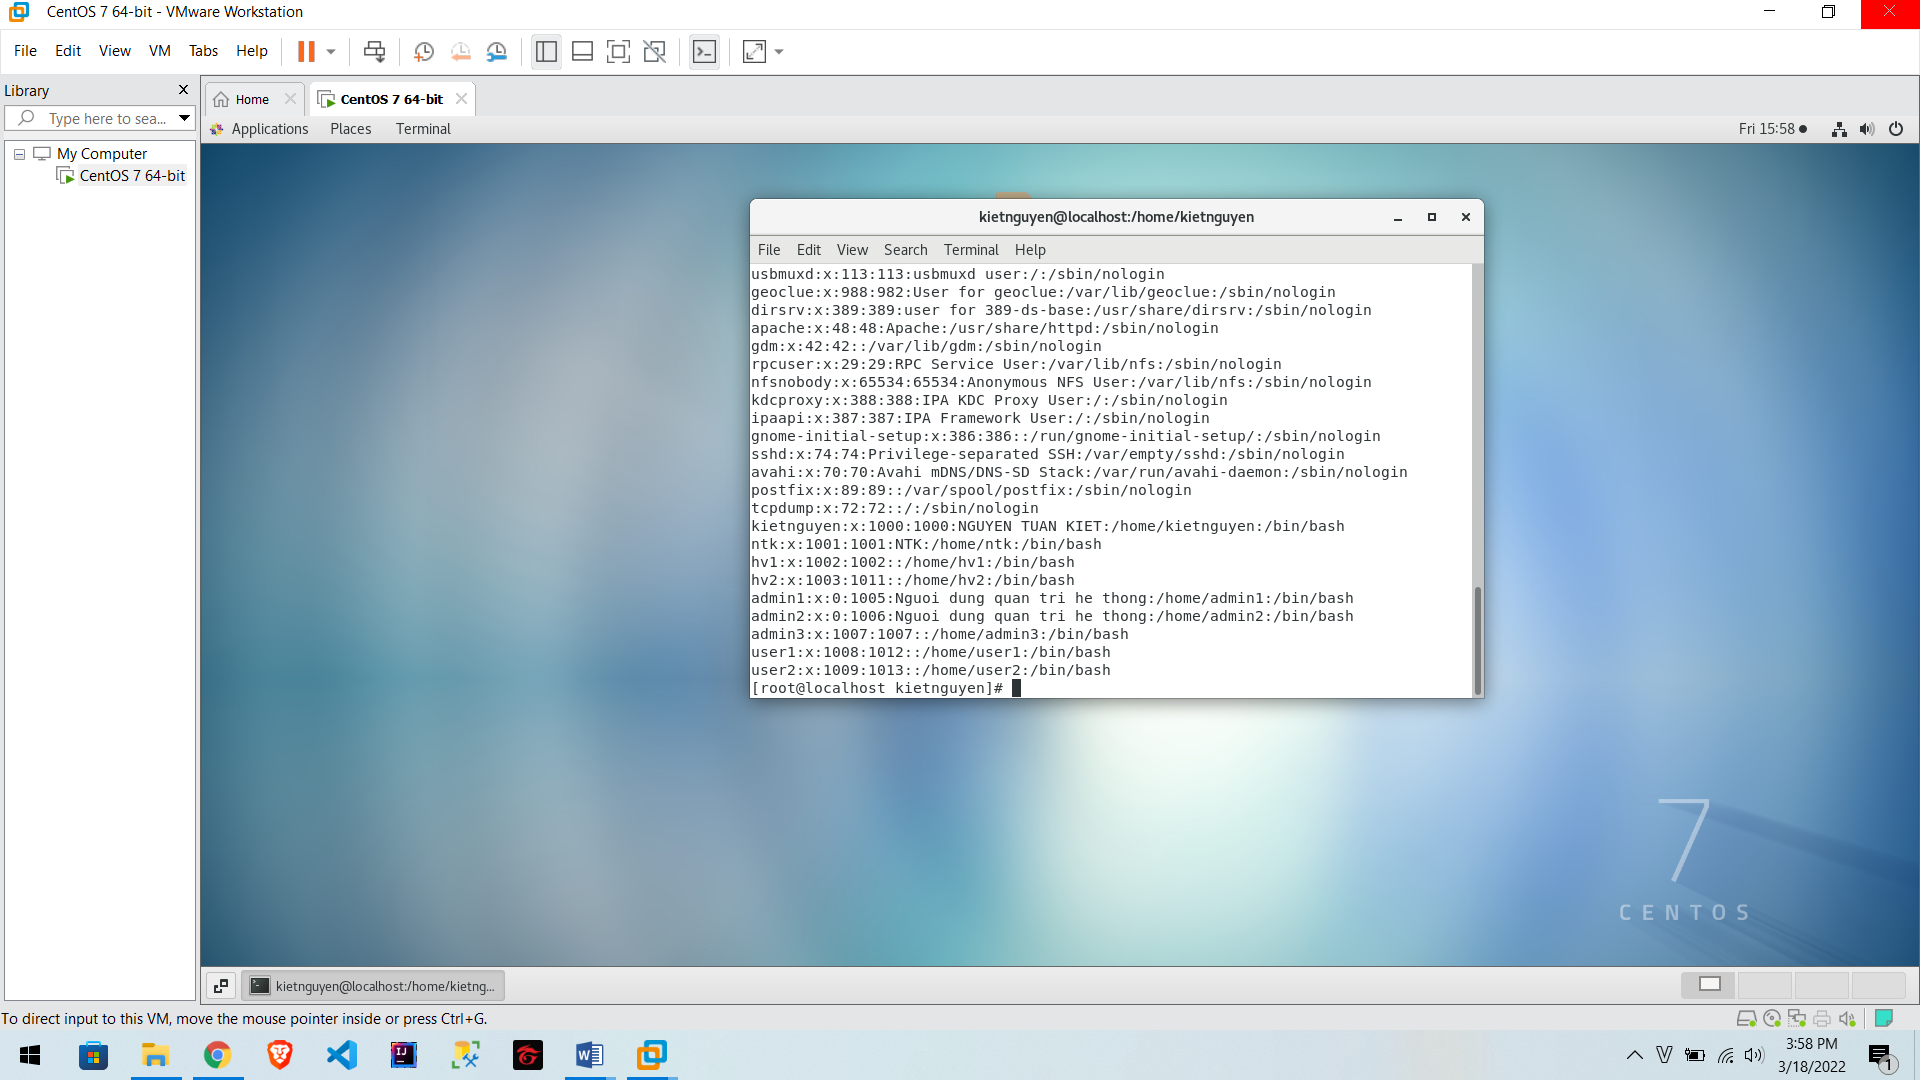 CentOS 7 64-bit - VMware Workstation
File Edit View VM Tabs Help
Library
Home
CentOS 7 64-bit
Type here to sea...
Applications Places Terminal
Fri 15:58
My Computer
CentOS 7 64-bit
kietnguyen@localhost:/home/kietnguyen
File Edit View Search Terminal Help
usbmuxd:x:113:113:usbmuxd user:/:/sbin/nologin
geoclue:x:988:982:User for geoclue:/var/lib/geoclue:/sbin/nologin
dirsrv:x:389:389:user for 389-ds-base:/usr/share/dirsrv:/sbin/nologin
apache:x:48:48:Apache:/usr/share/httpd:/sbin/nologin
gdm:x:42:42::/var/lib/gdm:/sbin/nologin
rpcuser:x:29:29:RPC Service User:/var/lib/nfs:/sbin/nologin
nfsnobody:x:65534:65534:Anonymous NFS User:/var/lib/nfs:/sbin/nologin
kdcproxy:x:388:388:IPA KDC Proxy User:/:/sbin/nologin
ipaapi:x:387:387:IPA Framework User:/:/sbin/nologin
gnome-initial-setup:x:386:386::/run/gnome-initial-setup/:/sbin/nologin
sshd:x:74:74:Privilege-separated SSH:/var/empty/sshd:/sbin/nologin
avahi:x:70:70:Avahi mDNS/DNS-SD Stack:/var/run/avahi-daemon:/sbin/nologin
postfix:x:89:89::/var/spool/postfix:/sbin/nologin
tcpdump:x:72:72::/:/sbin/nologin
kietnguyen:x:1000:1000:NGUYEN TUAN KIET:/home/kietnguyen:/bin/bash
ntk:x:1001:1001:NTK:/home/ntk:/bin/bash
hv1:x:1002:1002::/home/hv1:/bin/bash
hv2:x:1003:1011::/home/hv2:/bin/bash
admin1:x:0:1005:Nguoi dung quan tri he thong:/home/admin1:/bin/bash
admin2:x:0:1006:Nguoi dung quan tri he thong:/home/admin2:/bin/bash
admin3:x:1007:1007::/home/admin3:/bin/bash
user1:x:1008:1012::/home/user1:/bin/bash
user2:x:1009:1013::/home/user2:/bin/bash
[root@localhost kietnguyen]#
7
CENTOS
kietnguyen@localhost:/home/kietng...
To direct input to this VM, move the mouse pointer inside or press Ctrl+G.
IJ
V
3:58 PM
3/18/2022
1